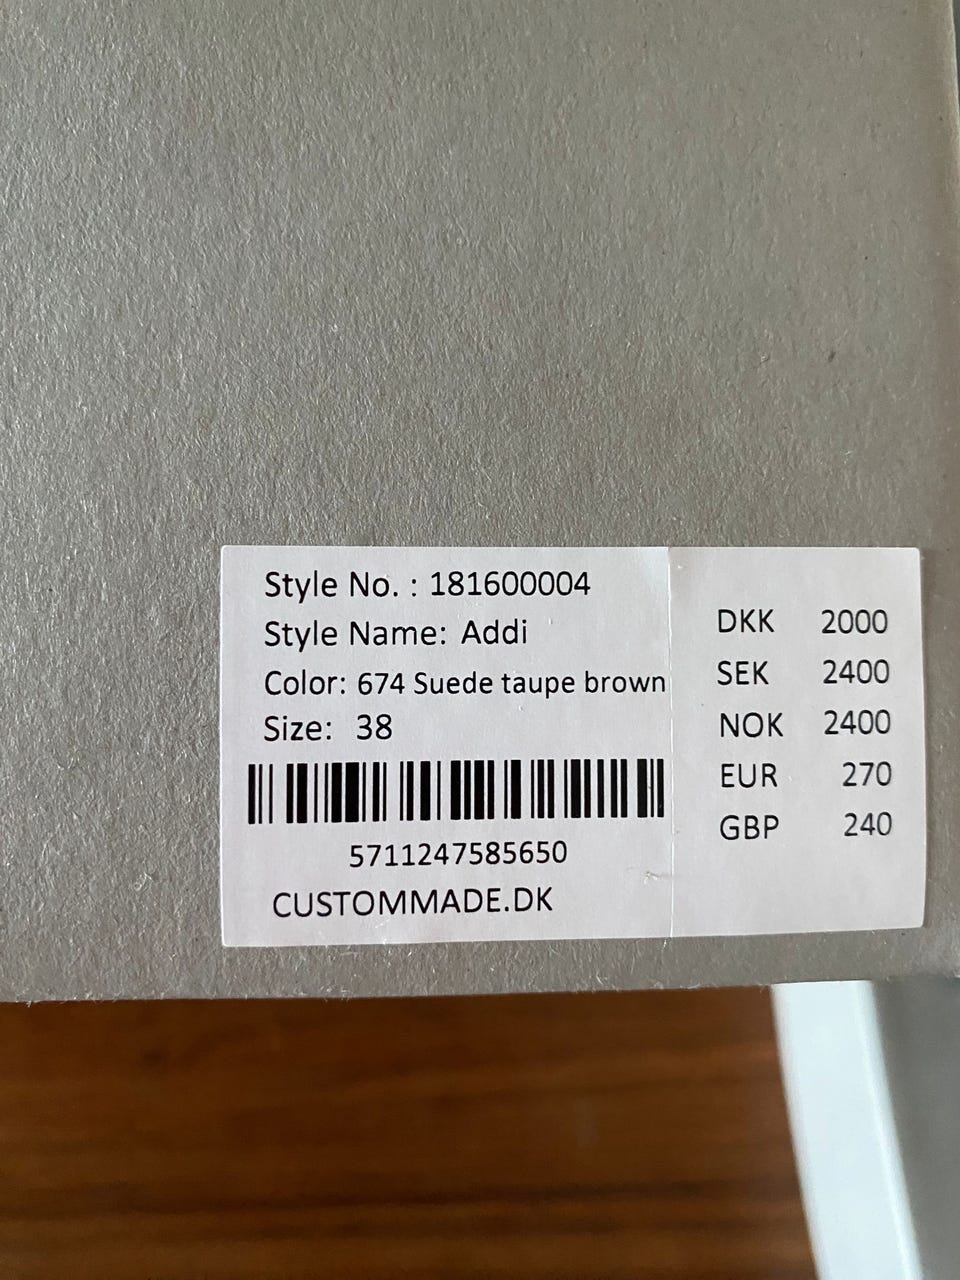 Style No. : 181600004
Style Name: Addi
Color: 674 Suede taupe brown
Size: 38
5711247585650
CUSTOMMADE.DK
DKK 2000
SEK 2400
NOK 2400
EUR 270
GBP 240